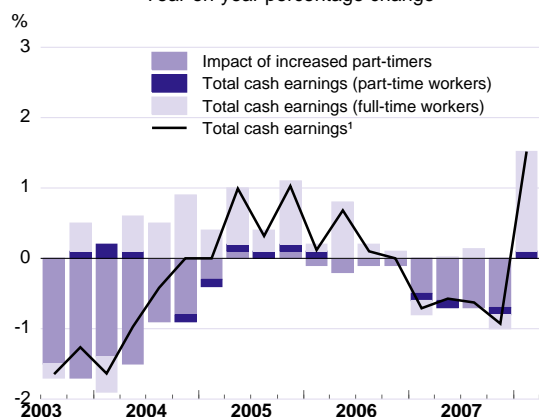 Year-on-year percentage change
%
3
Impact of increased part-timers
Total cash earnings (part-time workers)
2
Total cash earnings (full-time workers)
Total cash earnings¹
1
0
-1
-2
2003 2004 2005 2006 2007